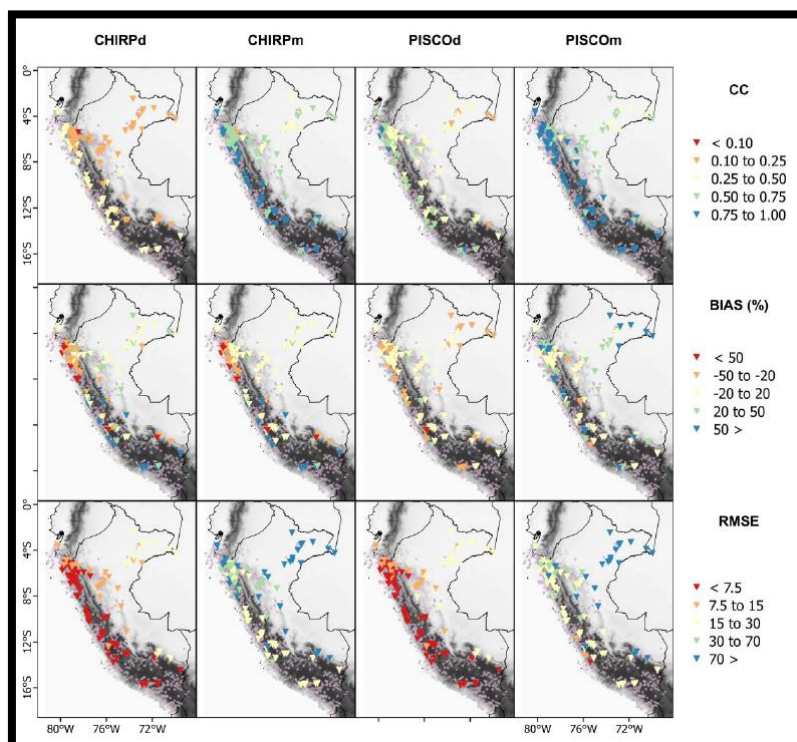 CHIRPd CHIRPm PISCOd PISCOm
0°
4°S
8°S
12°S
16°S
CC
< 0.10
0.10 to 0.25
0.25 to 0.50
0.50 to 0.75
0.75 to 1.00
BIAS (%)
< 50
-50 to -20
-20 to 20
20 to 50
50 >
0°
4°S
8°S
12°S
16°S
RMSE
< 7.5
7.5 to 15
15 to 30
30 to 70
70 >
80°W 76°W 72°W 80°W 76°W 72°W